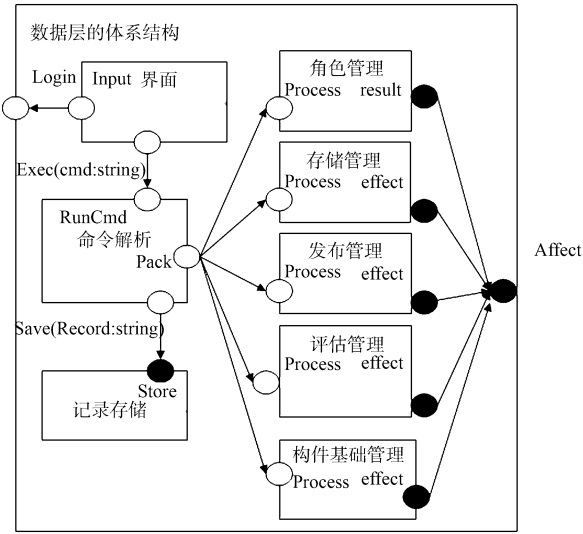 数据层的体系结构
Login
Input 界面
Exec(cmd:string)
RunCmd
命令解析
Pack
Save(Record:string)
Store
记录存储
角色管理
Process result
存储管理
Process effect
发布管理
Process effect
评估管理
Process effect
构件基础管理
Process effect
Affect